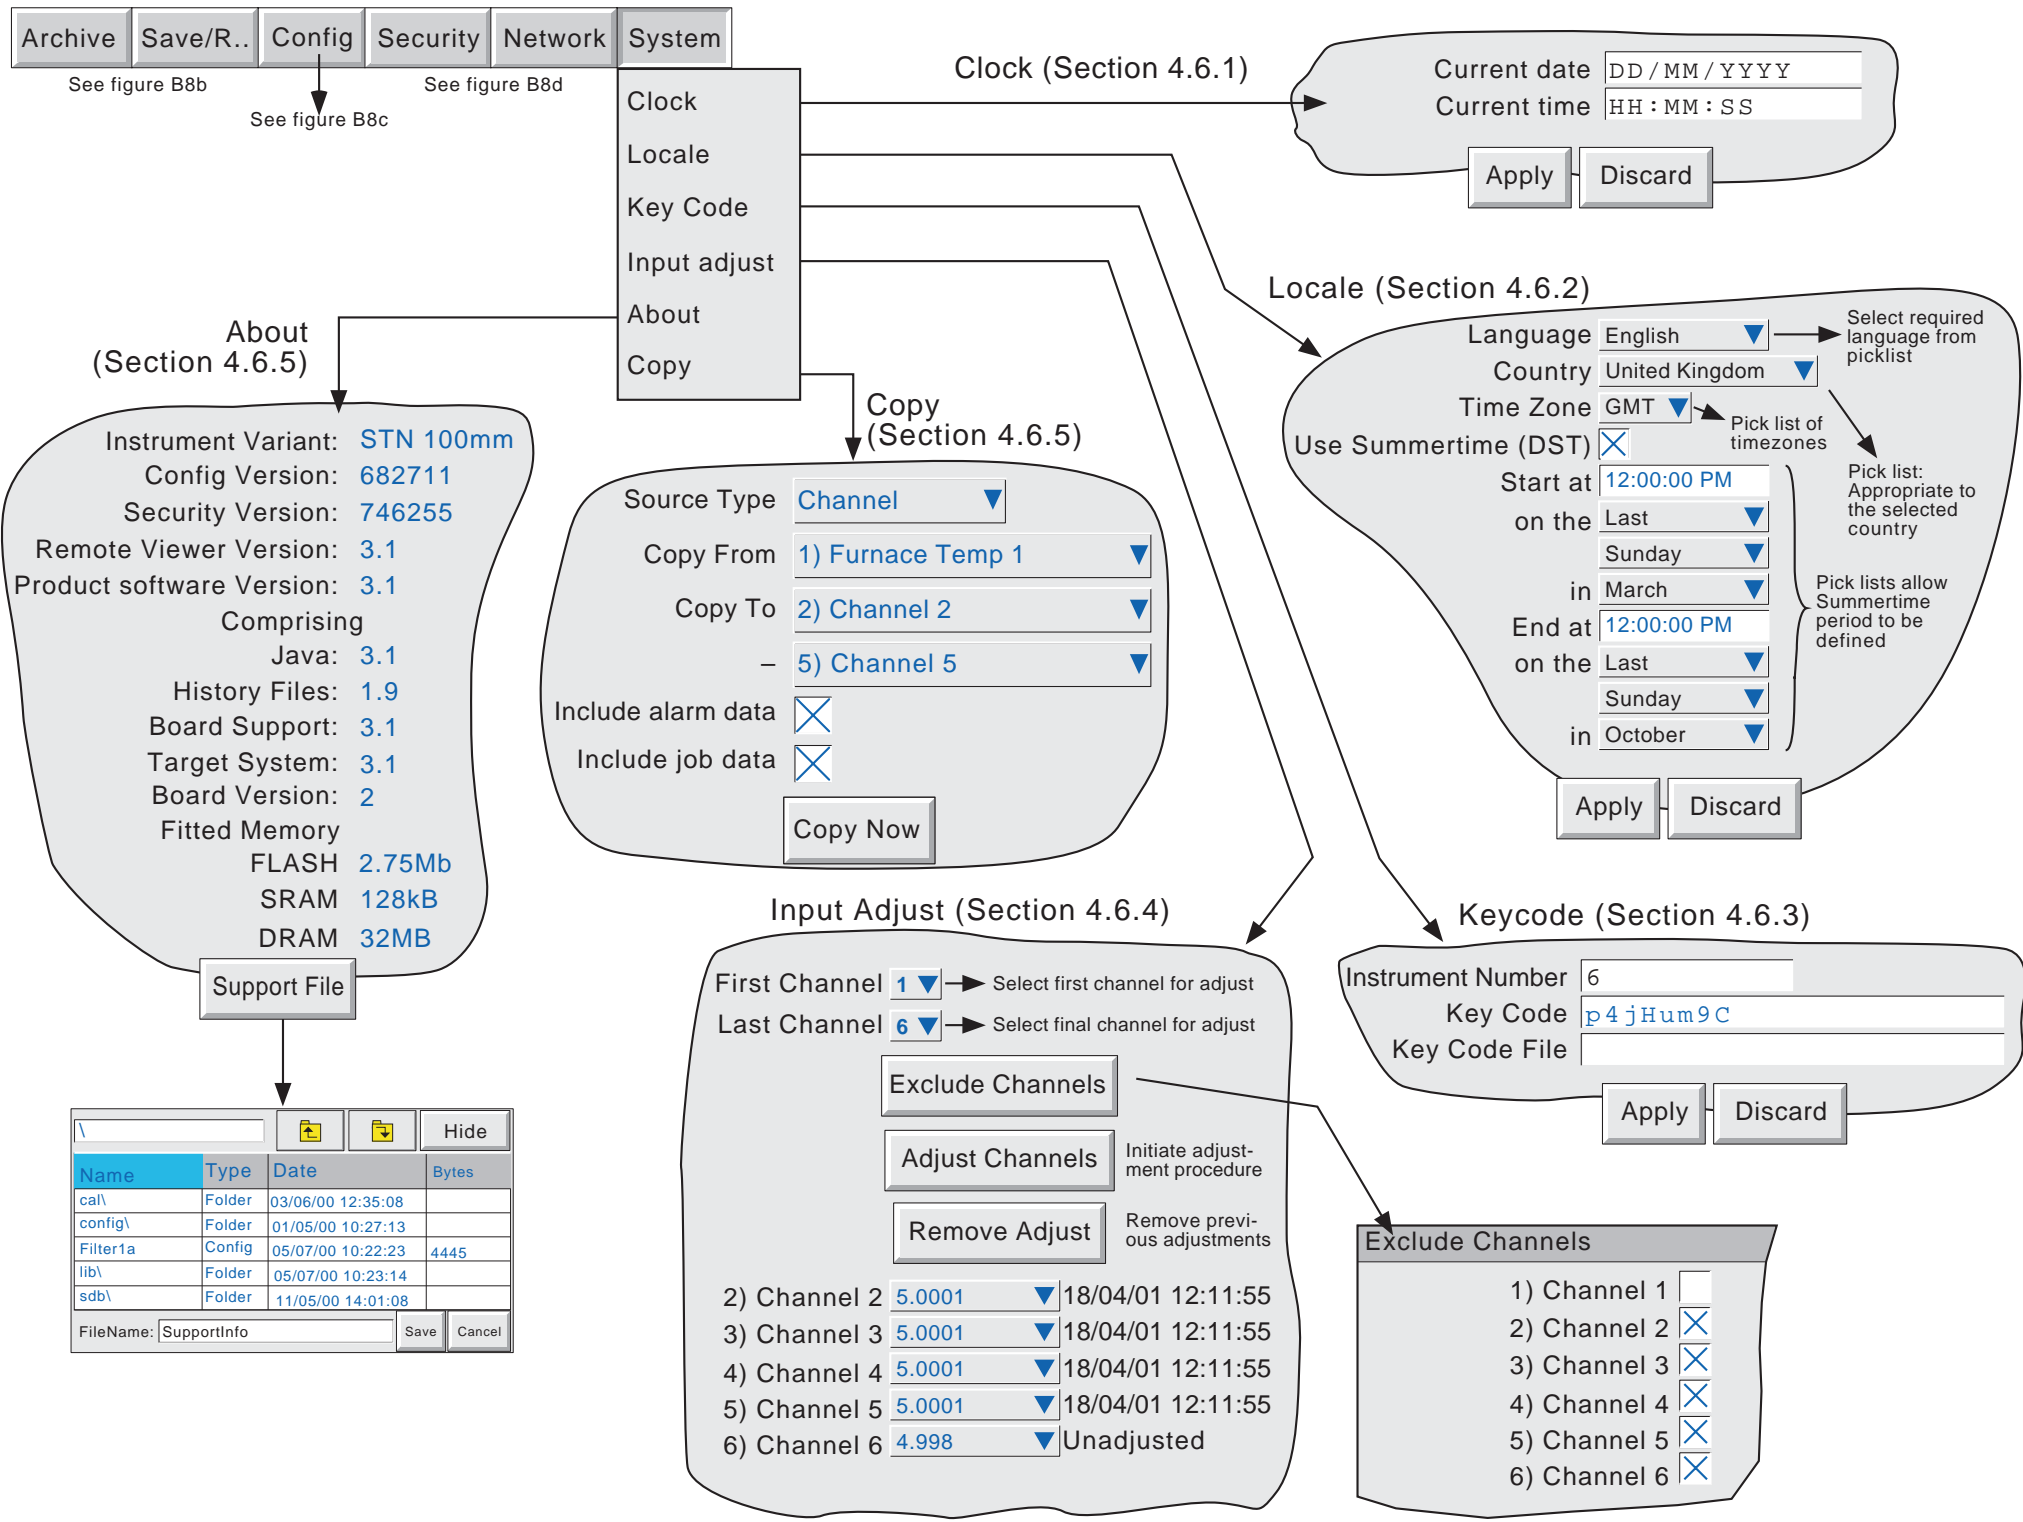 Archive Save/R.. Config Security Network System
See figure B8b
See figure B8c
See figure B8d
Clock
Locale
Key Code
Input adjust
About
Copy
Clock (Section 4.6.1)
Current date DD/MM/YYYY
Current time HH:MM:SS
Apply Discard
Locale (Section 4.6.2)
Language English
Select required
language from
picklist
Country United Kingdom
Time Zone GMT
Pick list of
timezones
Use Summertime (DST)
Pick list:
Appropriate to
the selected
country
Start at 12:00:00 PM
on the Last
Sunday
in March
End at 12:00:00 PM
on the Last
Sunday
in October
Pick lists allow
Summertime
period to be
defined
Apply Discard
About
(Section 4.6.5)
Instrument Variant: STN 100mm
Config Version: 682711
Security Version: 746255
Remote Viewer Version: 3.1
Product software Version: 3.1
Comprising
Java: 3.1
History Files: 1.9
Board Support: 3.1
Target System: 3.1
Board Version: 2
Fitted Memory
FLASH 2.75Mb
SRAM 128kB
DRAM 32MB
Support File
\ Hide
Name Type Date Bytes
cal\ Folder 03/06/00 12:35:08
config\ Folder 01/05/00 10:27:13
Filter1a Config 05/07/00 10:22:23 4445
lib\ Folder 05/07/00 10:23:14
sdb\ Folder 11/05/00 14:01:08
FileName: SupportInfo Save Cancel
Copy
(Section 4.6.5)
Source Type Channel
Copy From 1) Furnace Temp 1
Copy To 2) Channel 2
– 5) Channel 5
Include alarm data
Include job data
Copy Now
Input Adjust (Section 4.6.4)
First Channel 1 Select first channel for adjust
Last Channel 6 Select final channel for adjust
Exclude Channels
Adjust Channels
Initiate adjust-
ment procedure
Remove Adjust
Remove previ-
ous adjustments
2) Channel 2 5.0001 18/04/01 12:11:55
3) Channel 3 5.0001 18/04/01 12:11:55
4) Channel 4 5.0001 18/04/01 12:11:55
5) Channel 5 5.0001 18/04/01 12:11:55
6) Channel 6 4.998 Unadjusted
Keycode (Section 4.6.3)
Instrument Number 6
Key Code p4jHum9C
Key Code File
Apply Discard
Exclude Channels
1) Channel 1
2) Channel 2
3) Channel 3
4) Channel 4
5) Channel 5
6) Channel 6